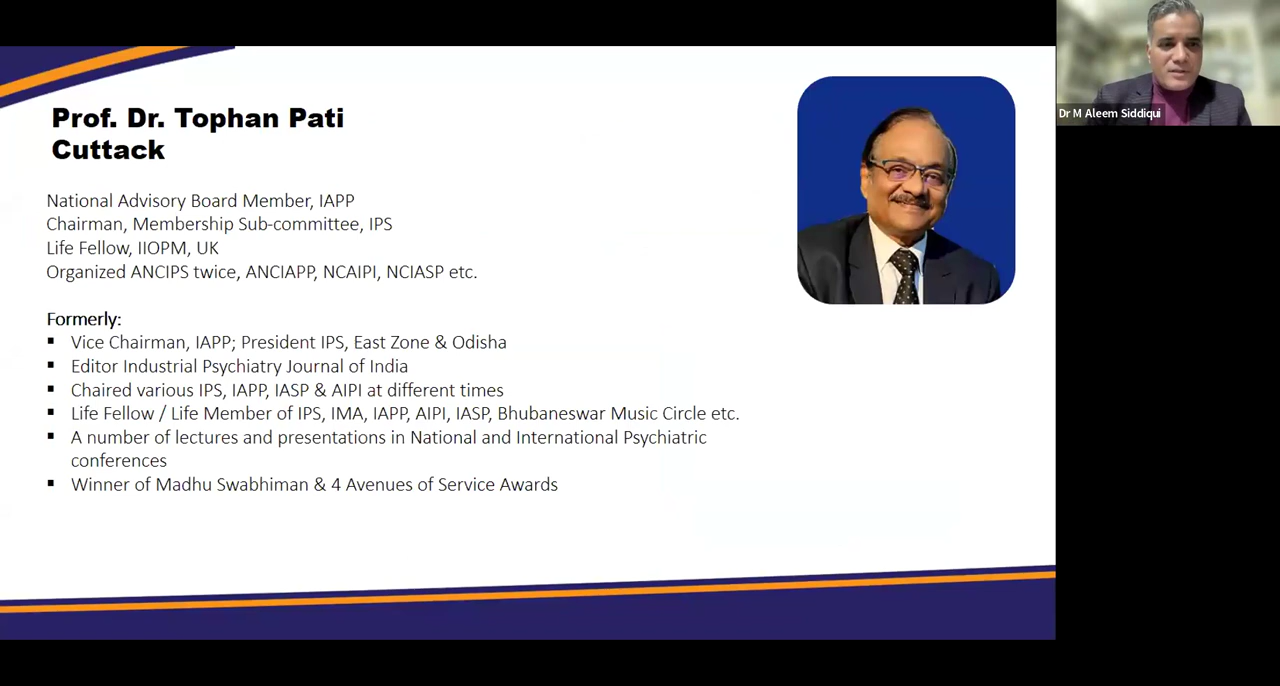 Prof. Dr. Tophan Pati
Cuttack
National Advisory Board Member, IAPP
Chairman, Membership Sub-committee, IPS
Life Fellow, IIOPM, UK
Organized ANCIPS twice, ANCIAPP, NCAIPI, NCIASP etc.
Formerly:
▪ Vice Chairman, IAPP; President IPS, East Zone & Odisha
▪ Editor Industrial Psychiatry Journal of India
▪ Chaired various IPS, IAPP, IASP & AIPI at different times
▪ Life Fellow / Life Member of IPS, IMA, IAPP, AIPI, IASP, Bhubaneswar Music Circle etc.
▪ A number of lectures and presentations in National and International Psychiatric
conferences
▪ Winner of Madhu Swabhiman & 4 Avenues of Service Awards
Dr M Aleem Siddiqui